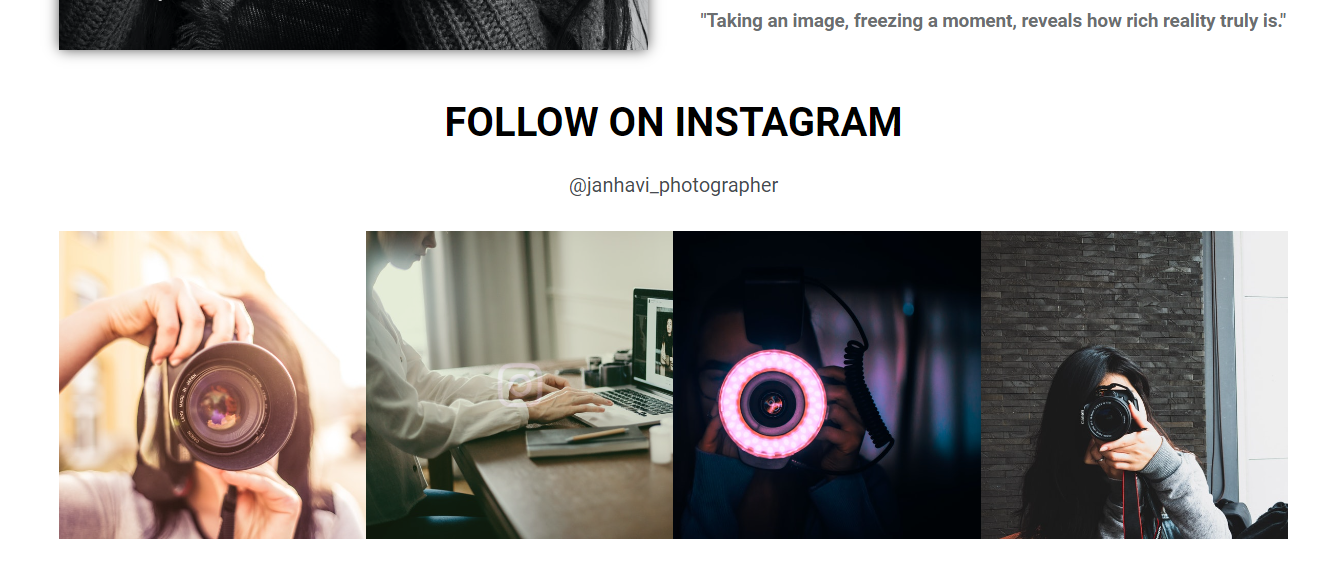 "Taking an image, freezing a moment, reveals how rich reality truly is."
FOLLOW ON INSTAGRAM
@janhavi_photographer